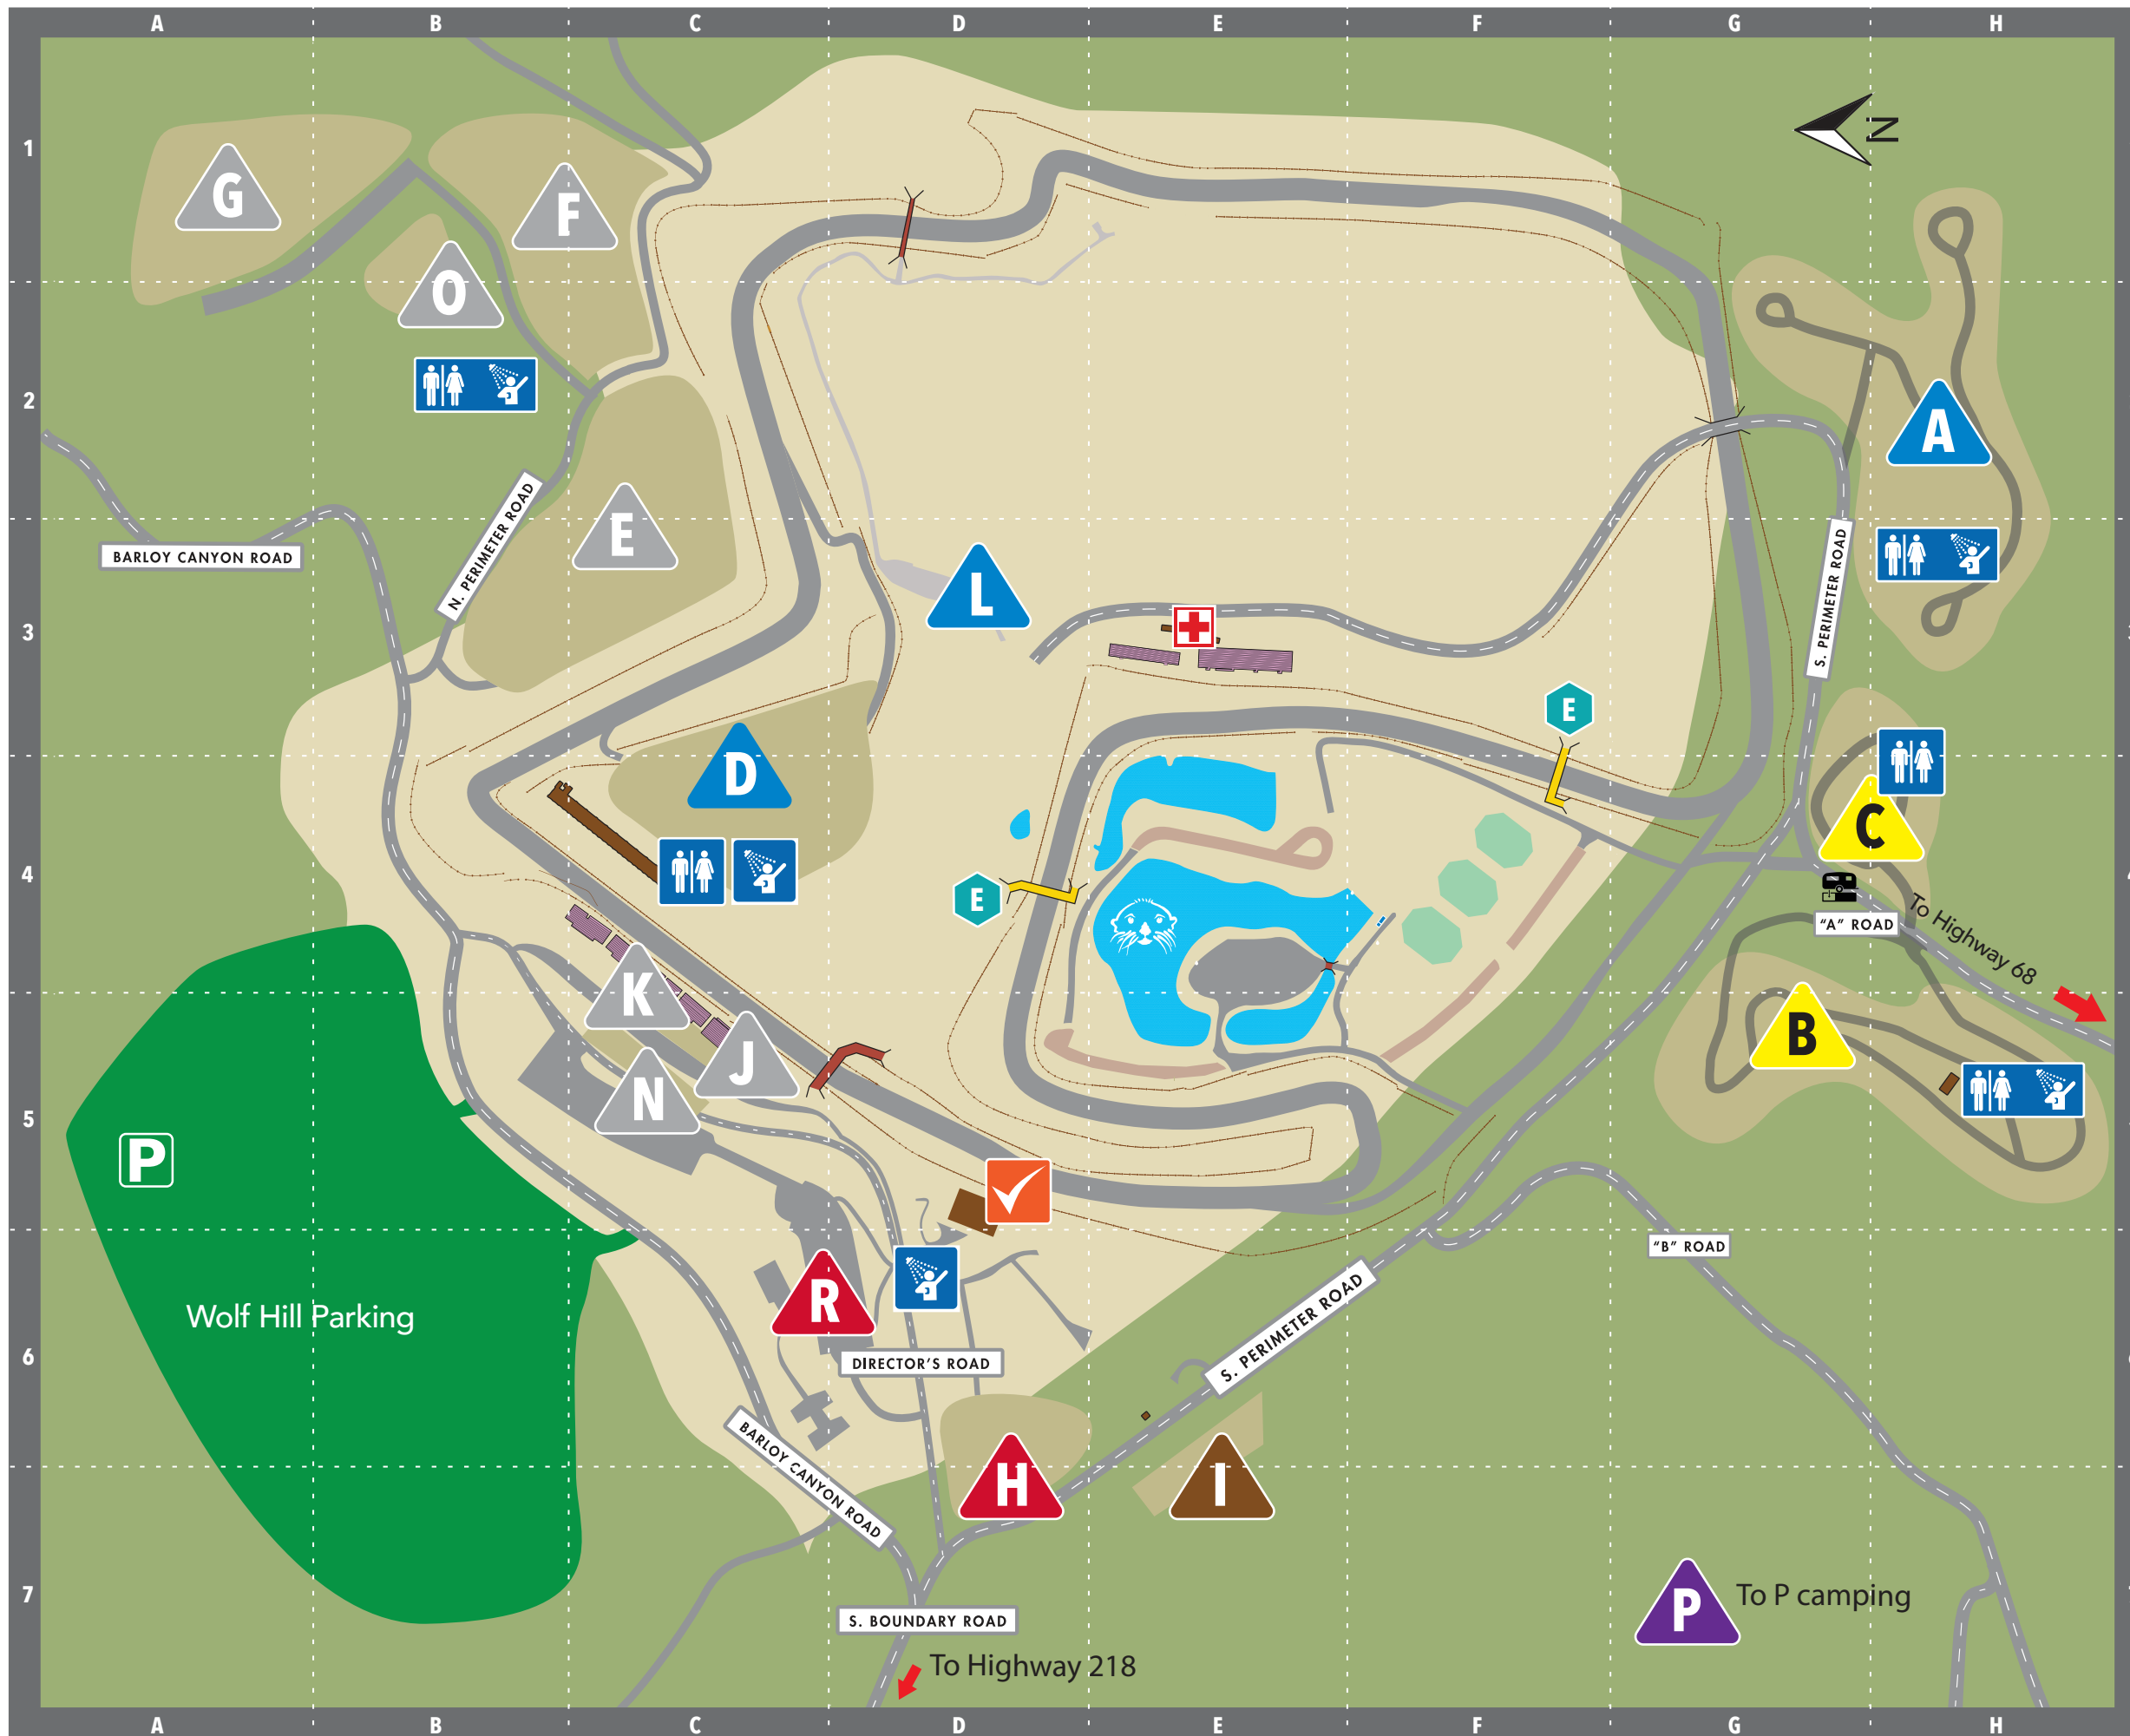 A B C D E F G H
1
N
G
F
O
2
A
N. PERIMETER ROAD
BARLOY CANYON ROAD
E
S. PERIMETER ROAD
L
3
E
D
C
4
E
"A" ROAD
To Highway 68
K
B
J
N
5
P
"B" ROAD
Wolf Hill Parking
R
S. PERIMETER ROAD
DIRECTOR'S ROAD
6
BARLOY CANYON ROAD
H
I
7
P
To P camping
S. BOUNDARY ROAD
To Highway 218
A B C D E F G H